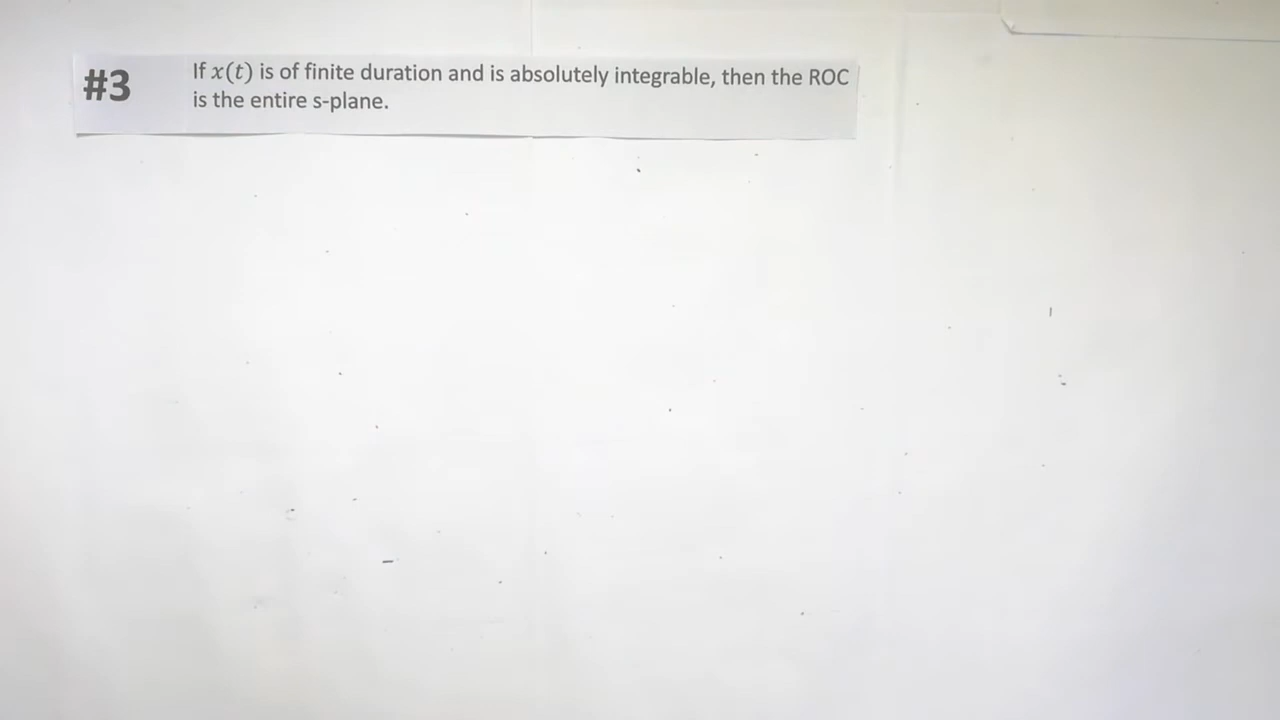 #3 If x(t) is of finite duration and is absolutely integrable, then the ROC
is the entire s-plane.